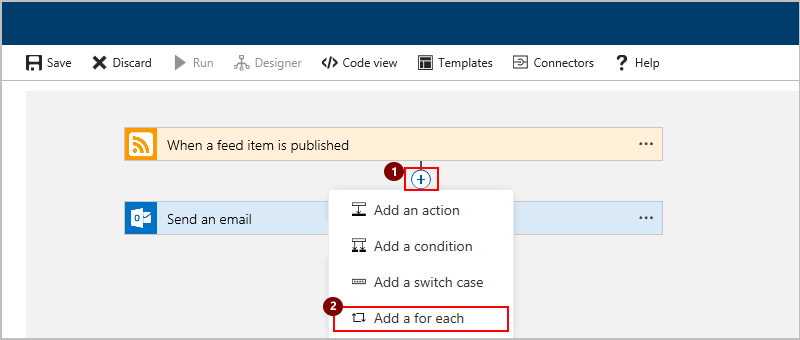 Save Discard Run Designer Code view Templates Connectors ? Help
When a feed item is published ...
1
+
Send an email ...
Add an action
Add a condition
Add a switch case
2
Add a for each